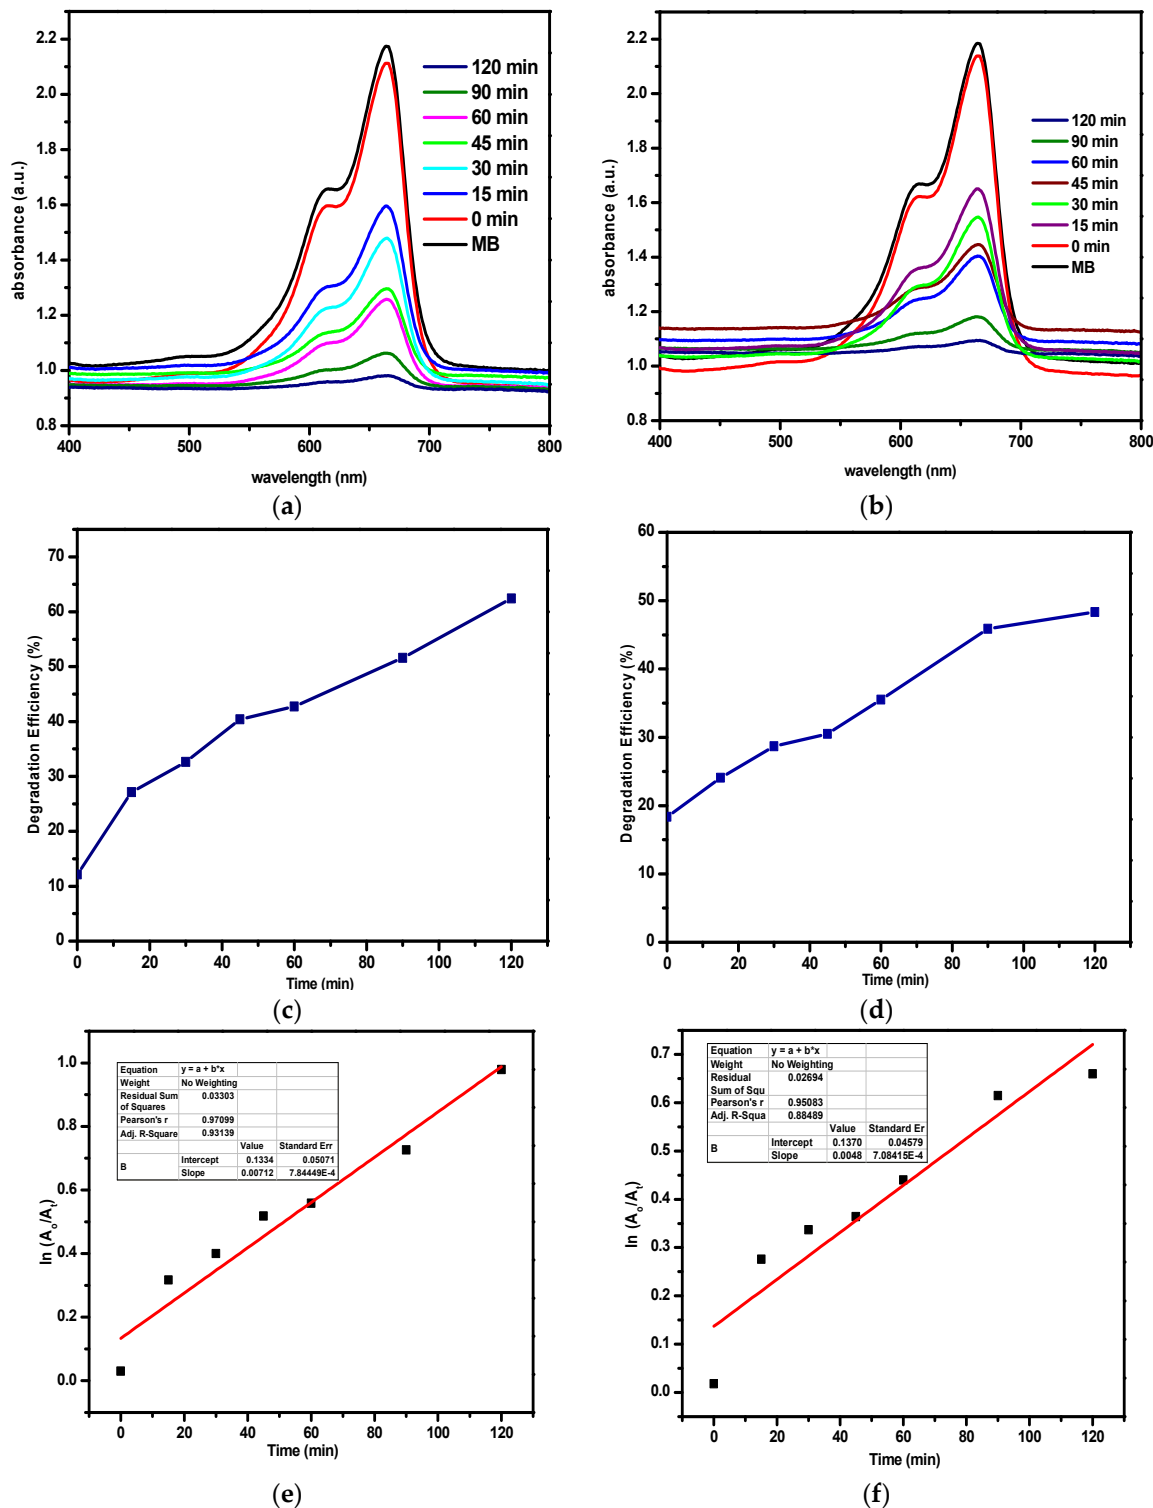 2.2
2.0
1.8
1.6
1.4
1.2
1.0
0.8
absorbance (a.u.)
120 min
90 min
60 min
45 min
30 min
15 min
0 min
MB
400 500 600 700 800
wavelength (nm)
(a)
2.2
2.0
1.8
1.6
1.4
1.2
1.0
0.8
absorbance (a.u.)
120 min
90 min
60 min
45 min
30 min
15 min
0 min
MB
400 500 600 700 800
wavelength (nm)
(b)
70
60
50
40
30
20
10
0
Degradation Efficiency (%)
0 20 40 60 80 100 120
Time (min)
(c)
60
50
40
30
20
10
0
Degradation Efficiency (%)
0 20 40 60 80 100 120
Time (min)
(d)
1.0
0.8
0.6
0.4
0.2
0.0
ln (Aₒ/Aₜ)
Equation y = a + b*x
Weight No Weighting
Residual Sum of Squares 0.03303
Pearson's r 0.97099
Adj. R-Square 0.93139
Value Standard Err
B Intercept 0.1334 0.05071
Slope 0.00712 7.84449E-4
0 20 40 60 80 100 120
Time (min)
(e)
0.7
0.6
0.5
0.4
0.3
0.2
0.1
0.0
ln (Aₒ/Aₜ)
Equation y = a + b*x
Weight No Weighting
Residual Sum of Squ 0.02694
Pearson's r 0.95083
Adj. R-Squa 0.88489
Value Standard Er
B Intercept 0.1370 0.04579
Slope 0.0048 7.08415E-4
0 20 40 60 80 100 120
Time (min)
(f)